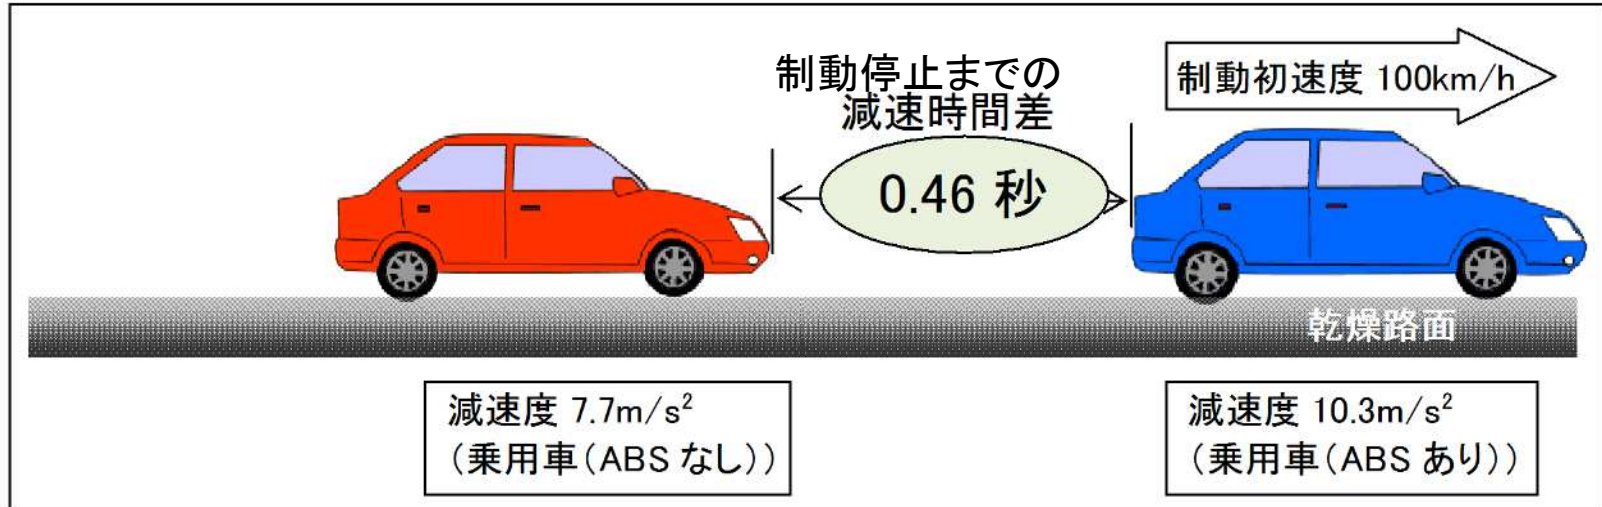 制動停止までの
減速時間差
0.46 秒
制動初速度 100km/h
乾燥路面
減速度 7.7m/s²
（乗用車（ABS なし））
減速度 10.3m/s²
（乗用車（ABS あり））